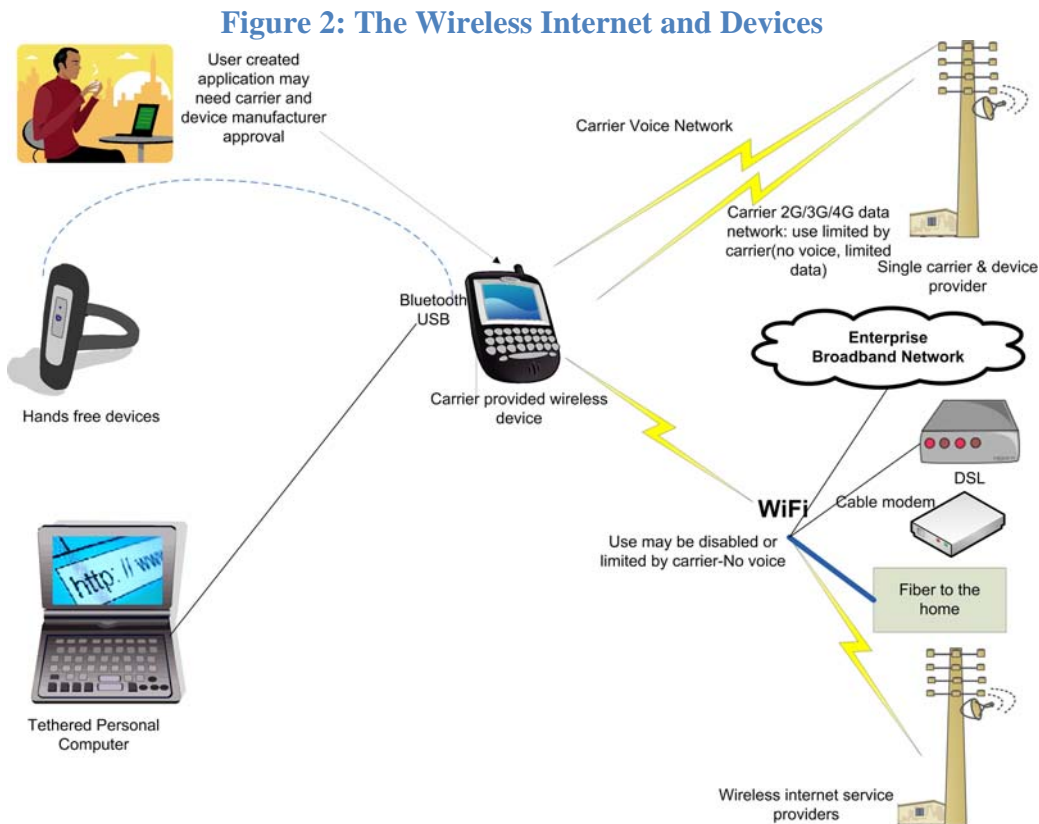 Figure 2: The Wireless Internet and Devices
User created
application may
need carrier and
device manufacturer
approval
Carrier Voice Network
Carrier 2G/3G/4G data
network: use limited by
carrier(no voice, limited
data)
Single carrier & device
provider
Bluetooth
USB
Carrier provided wireless
device
Hands free devices
Enterprise
Broadband Network
DSL
Cable modem
WiFi
Use may be disabled or
limited by carrier-No voice
Fiber to the
home
http: // www
Tethered Personal
Computer
Wireless internet service
providers